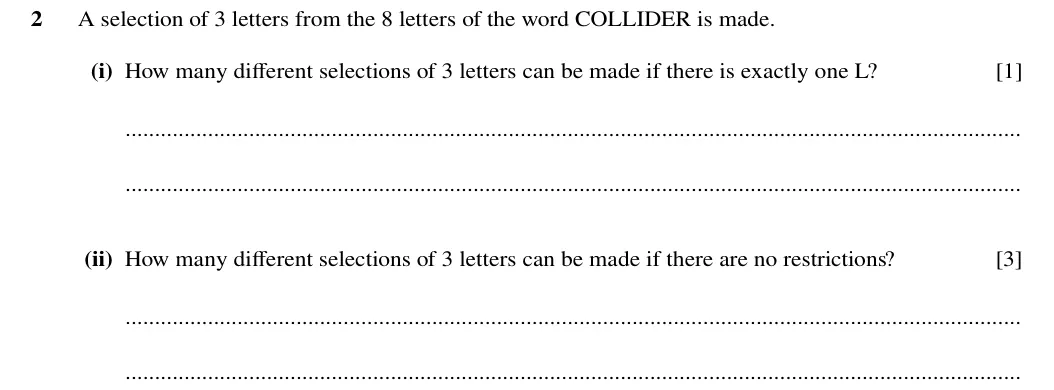 2 A selection of 3 letters from the 8 letters of the word COLLIDER is made.
(i) How many different selections of 3 letters can be made if there is exactly one L? [1]
(ii) How many different selections of 3 letters can be made if there are no restrictions? [3]